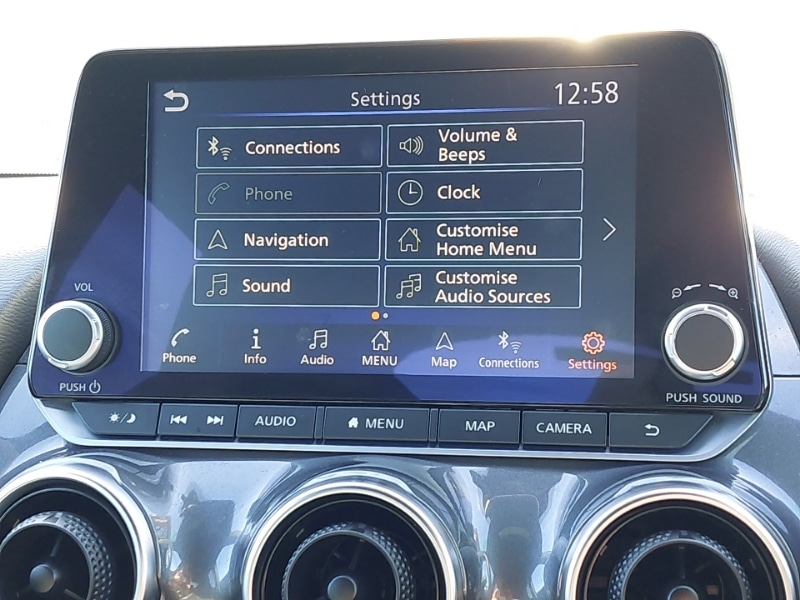 Settings
12:58
Connections
Volume &
Beeps
Phone
Clock
Navigation
Customise
Home Menu
Sound
Customise
Audio Sources
VOL
PUSH
Phone
Info
Audio
MENU
Map
Connections
Settings
PUSH SOUND
AUDIO
MENU
MAP
CAMERA